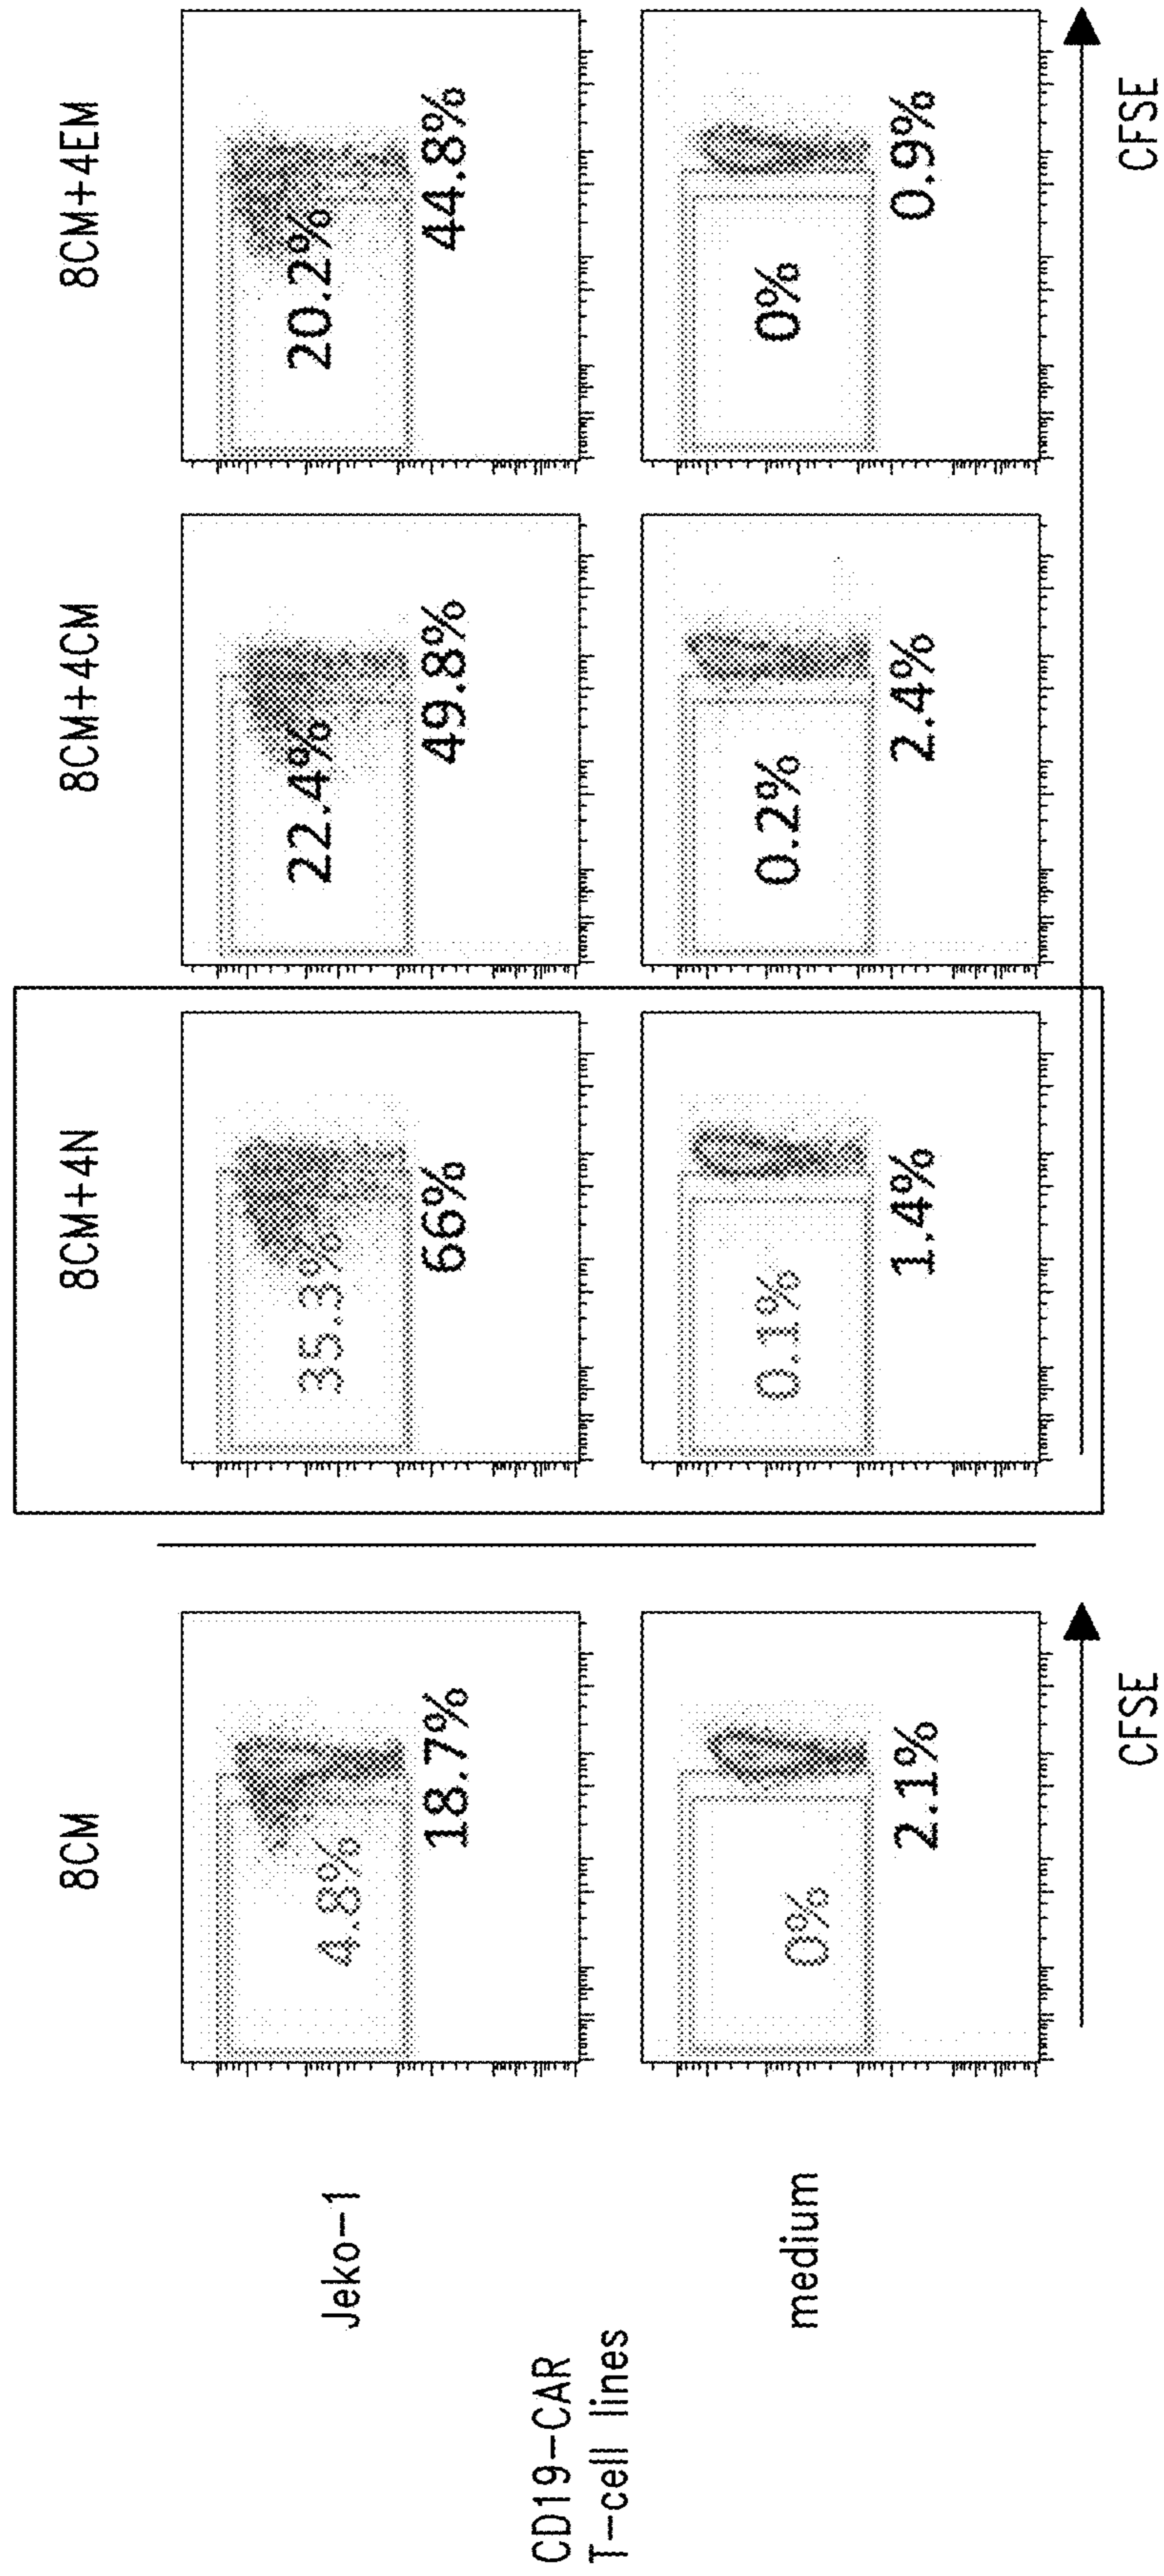 8CM
8CM+4N
8CM+4CM
8CM+4EM
CD19-CAR
T-cell lines
Jeko-1
4.8%
18.7%
35.3%
66%
22.4%
49.8%
20.2%
44.8%
medium
0%
2.1%
0.1%
1.4%
0.2%
2.4%
0%
0.9%
CFSE
CFSE